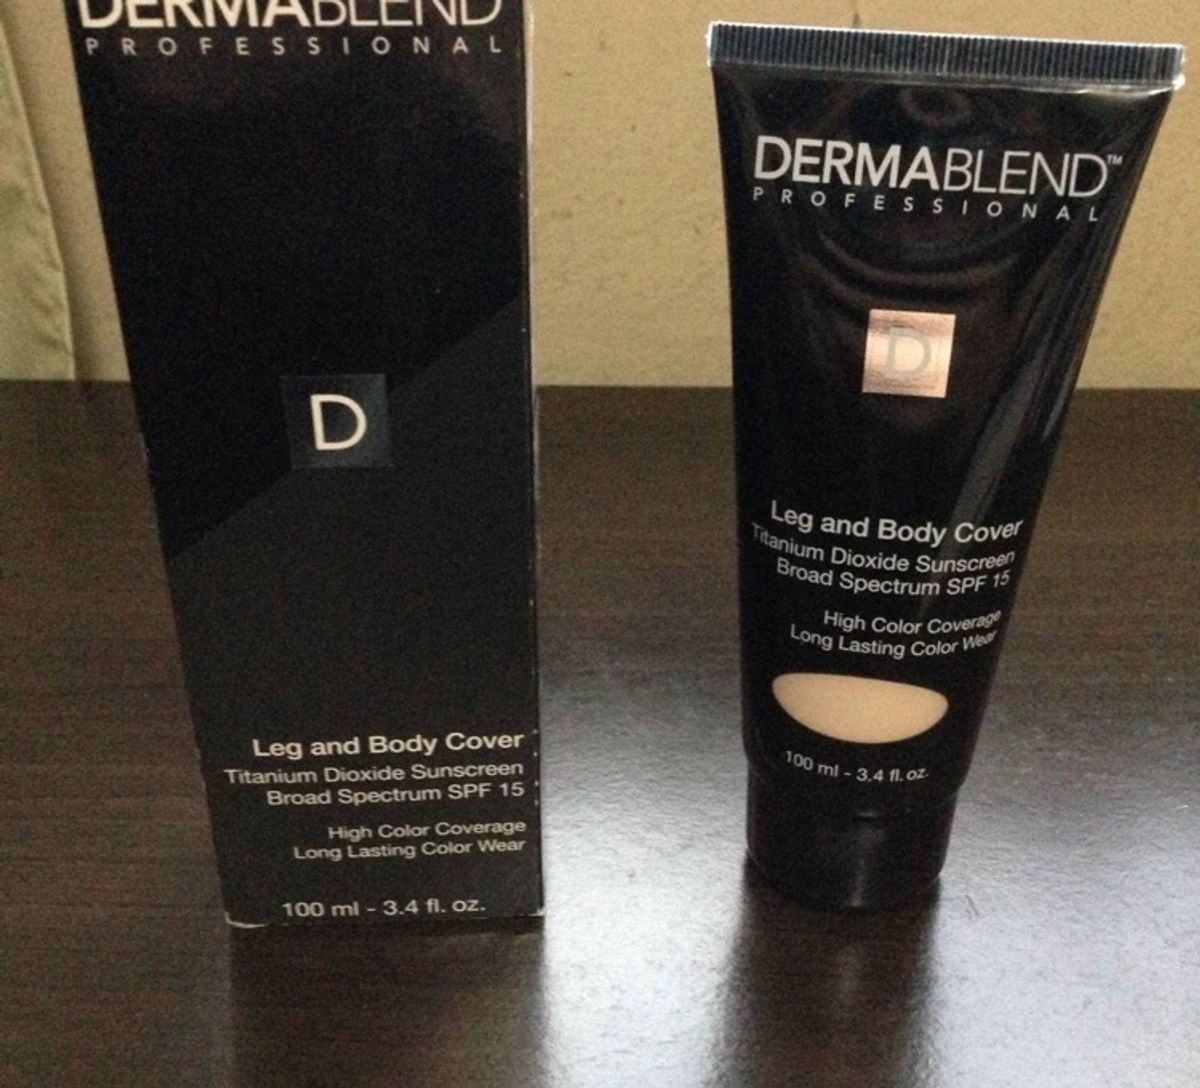 DERMABLEND
PROFESSIONAL
D
Leg and Body Cover
Titanium Dioxide Sunscreen
Broad Spectrum SPF 15
High Color Coverage
Long Lasting Color Wear
100 ml - 3.4 fl. oz.
DERMABLEND™
PROFESSIONAL
D
Leg and Body Cover
Titanium Dioxide Sunscreen
Broad Spectrum SPF 15
High Color Coverage
Long Lasting Color Wear
100 ml - 3.4 fl. oz.